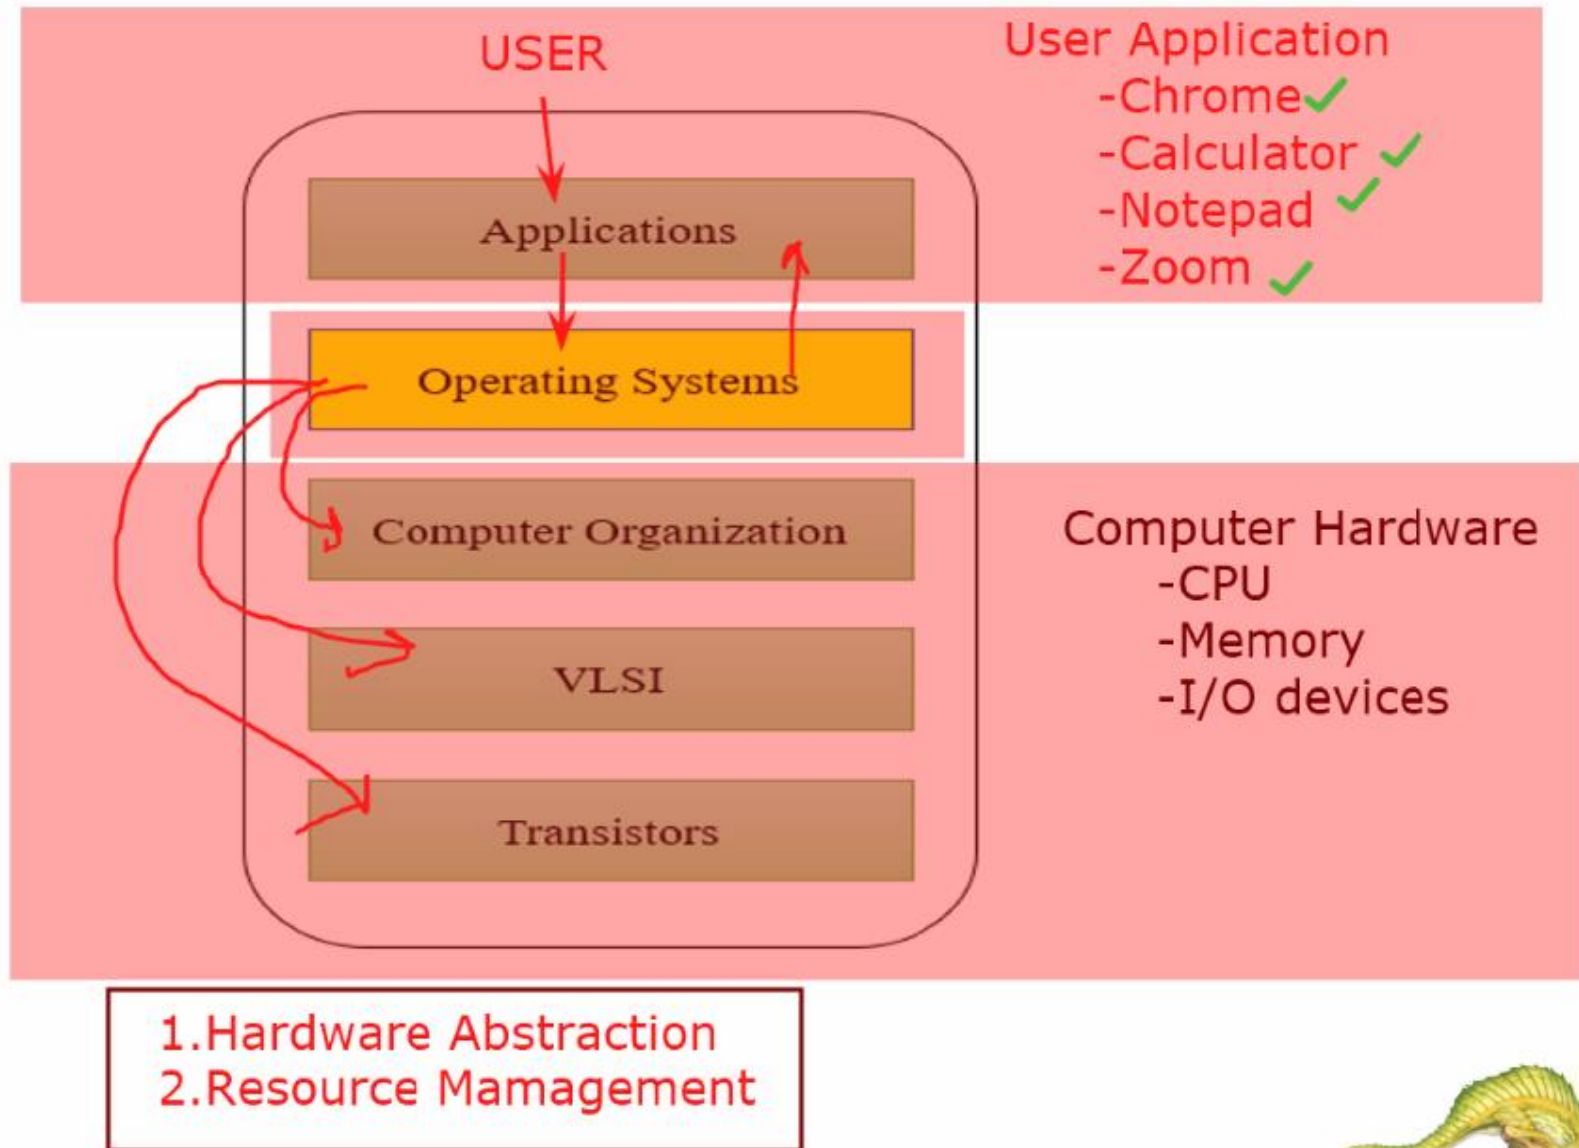 USER
User Application
-Chrome
-Calculator
-Notepad
-Zoom
Applications
Operating Systems
Computer Organization
VLSI
Transistors
Computer Hardware
-CPU
-Memory
-I/O devices
1.Hardware Abstraction
2.Resource Mamagement